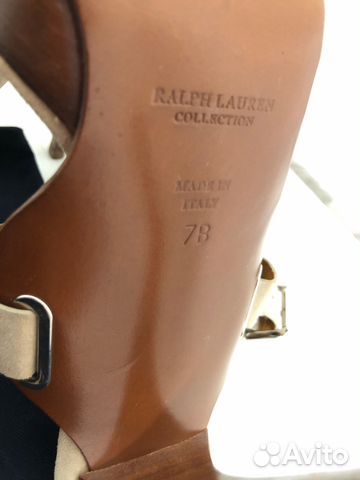 RALPH LAUREN
COLLECTION
MADE IN
ITALY
7B
Avito